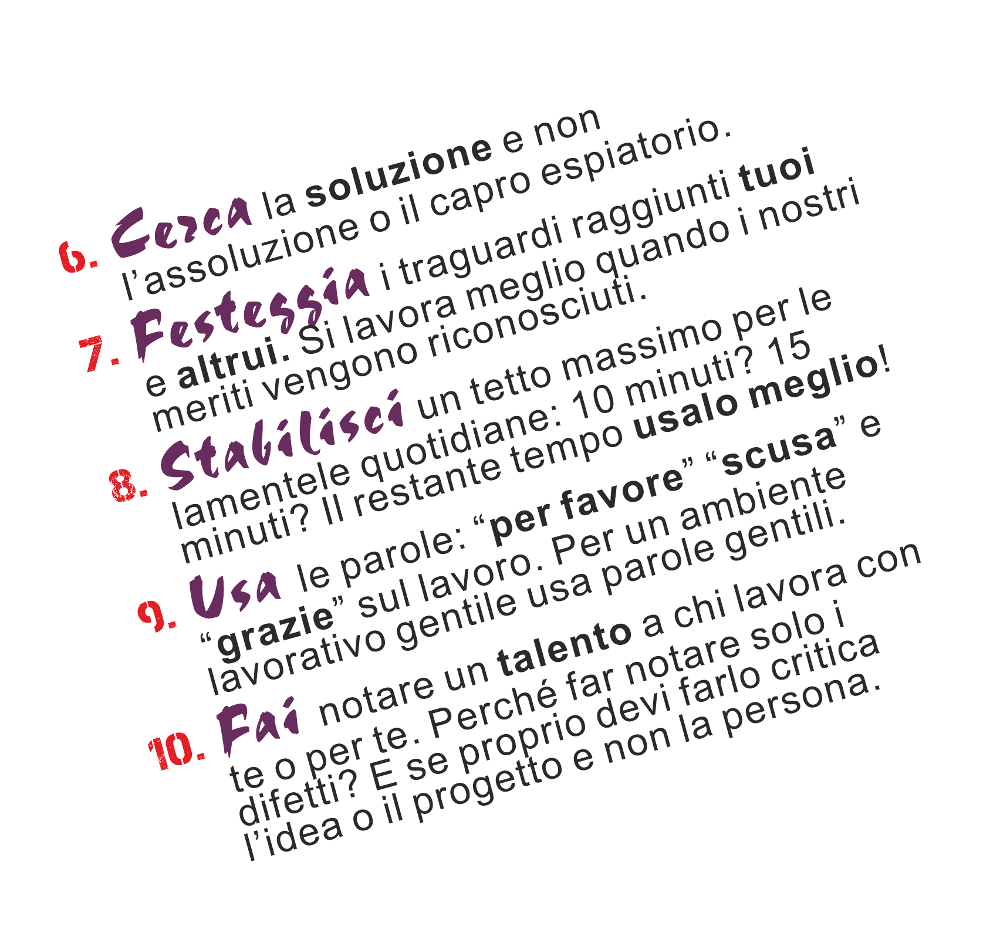 6. Cerca la soluzione e non
l’assoluzione o il capro espiatorio.
7. Festeggia i traguardi raggiunti tuoi
e altrui. Si lavora meglio quando i nostri
meriti vengono riconosciuti.
8. Stabilisci un tetto massimo per le
lamentele quotidiane: 10 minuti? 15
minuti? Il restante tempo usalo meglio!
9. Usa le parole: “per favore” “scusa” e
“grazie” sul lavoro. Per un ambiente
lavorativo gentile usa parole gentili.
10. Fai notare un talento a chi lavora con
te o per te. Perché far notare solo i
difetti? E se proprio devi farlo critica
l’idea o il progetto e non la persona.